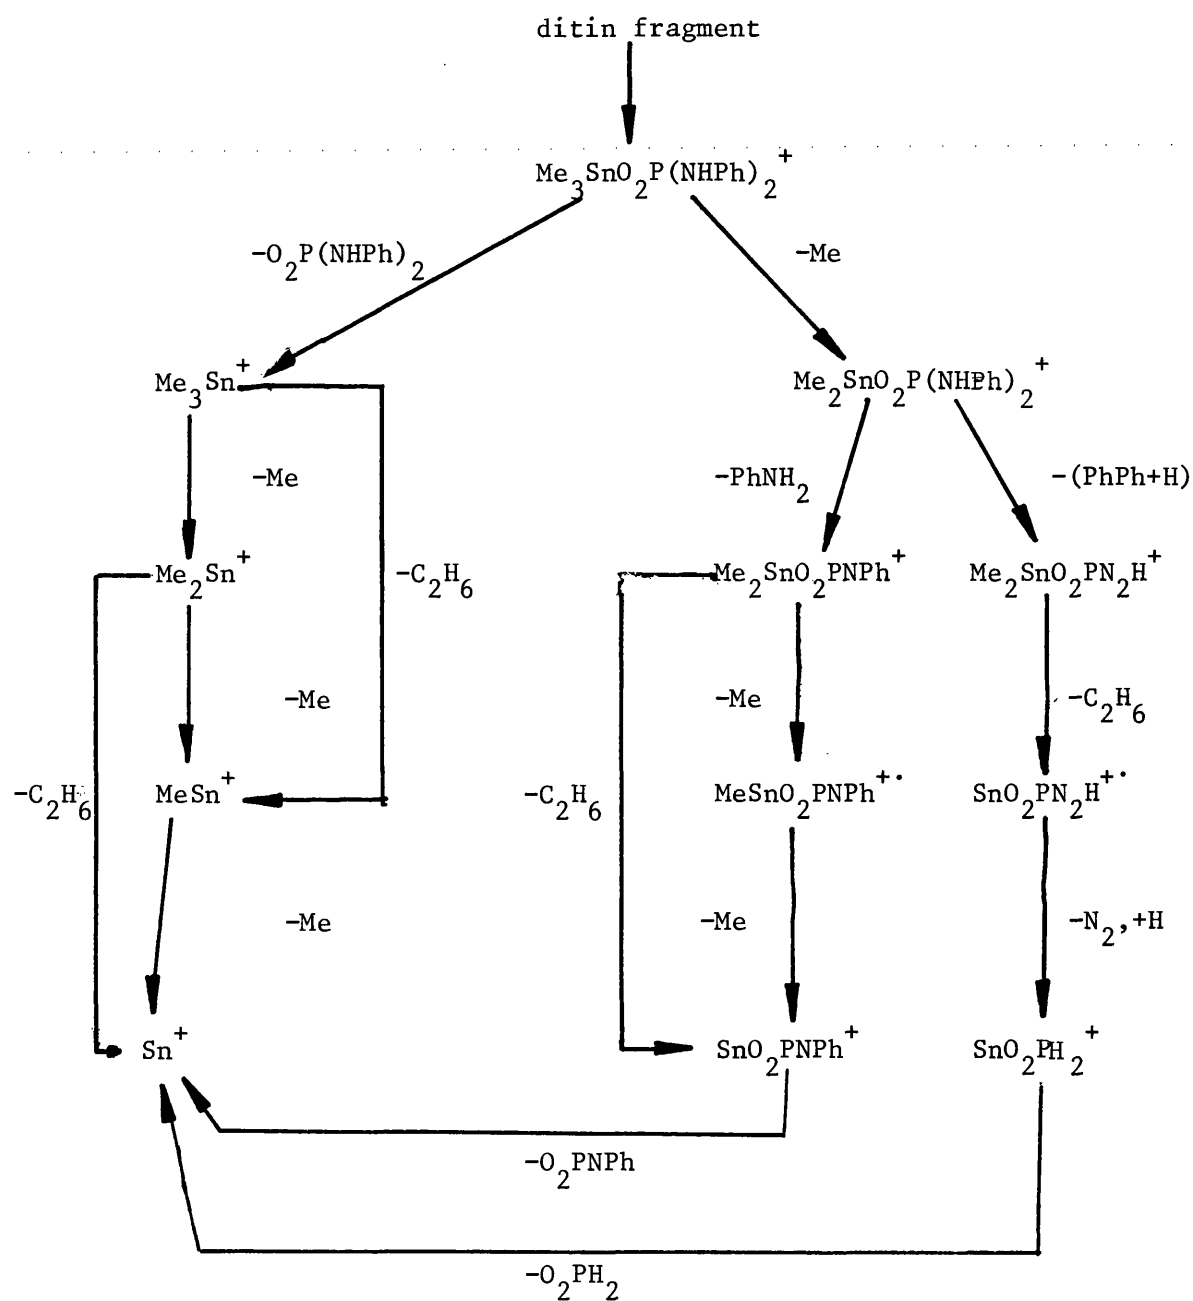 ditin fragment
Me₃SnO₂P(NHPh)₂⁺
-O₂P(NHPh)₂
-Me
Me₃Sn⁺
Me₂SnO₂P(NHPh)₂⁺
-Me
-PhNH₂
-(PhPh+H)
Me₂Sn⁺
-C₂H₆
Me₂SnO₂PNPh⁺
Me₂SnO₂PN₂H⁺
-Me
-Me
-C₂H₆
-C₂H₆
MeSn⁺
-C₂H₆
MeSnO₂PNPh⁺·
SnO₂PN₂H⁺·
-Me
-Me
-N₂,+H
Sn⁺
SnO₂PNPh⁺
SnO₂PH₂⁺
-O₂PNPh
-O₂PH₂